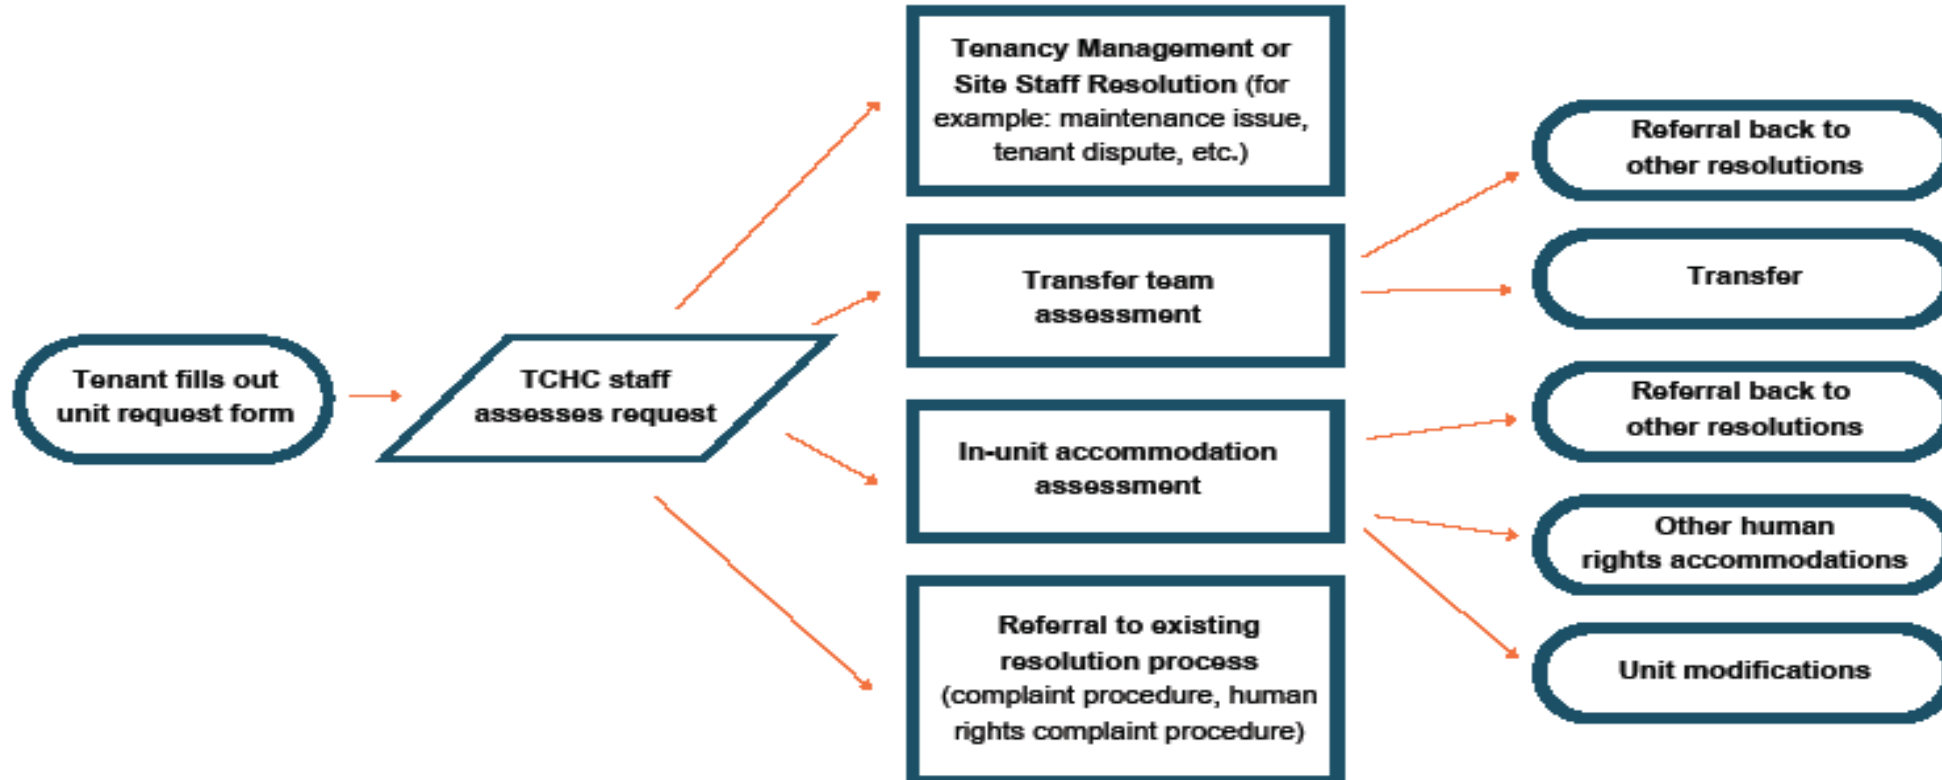 Tenant fills out
unit request form
TCHC staff
assesses request
Tenancy Management or
Site Staff Resolution (for
example: maintenance issue,
tenant dispute, etc.)
Transfer team
assessment
In-unit accommodation
assessment
Referral to existing
resolution process
(complaint procedure, human
rights complaint procedure)
Referral back to
other resolutions
Transfer
Referral back to
other resolutions
Other human
rights accommodations
Unit modifications